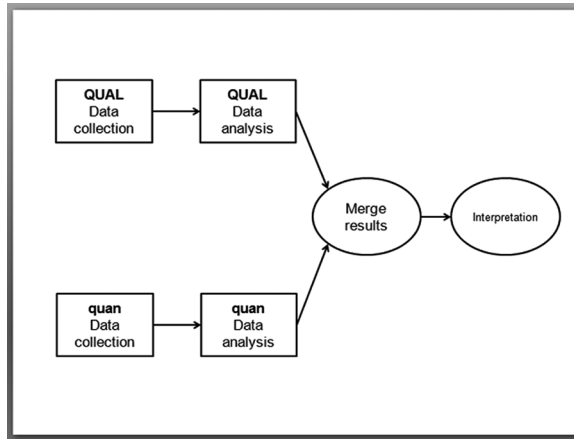 QUAL
Data
collection
QUAL
Data
analysis
Merge
results
Interpretation
quan
Data
collection
quan
Data
analysis